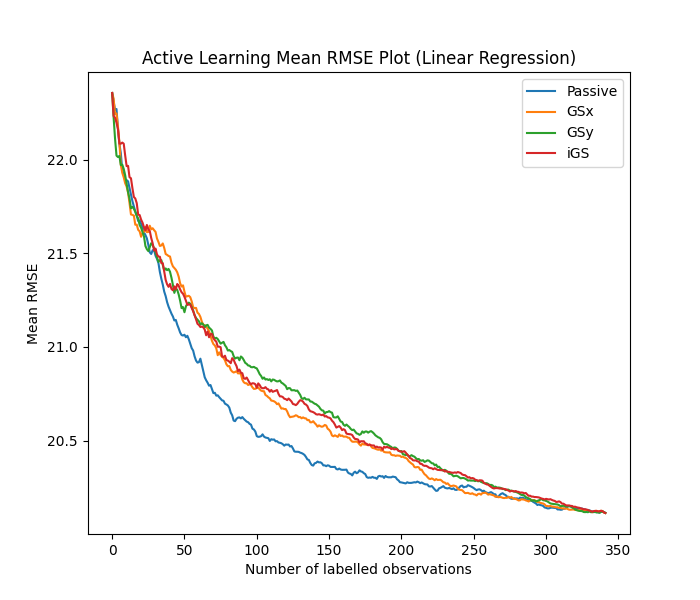 Active Learning Mean RMSE Plot (Linear Regression)
Passive
GSx
GSy
iGS
22.0
21.5
21.0
20.5
Mean RMSE
0 50 100 150 200 250 300 350
Number of labelled observations